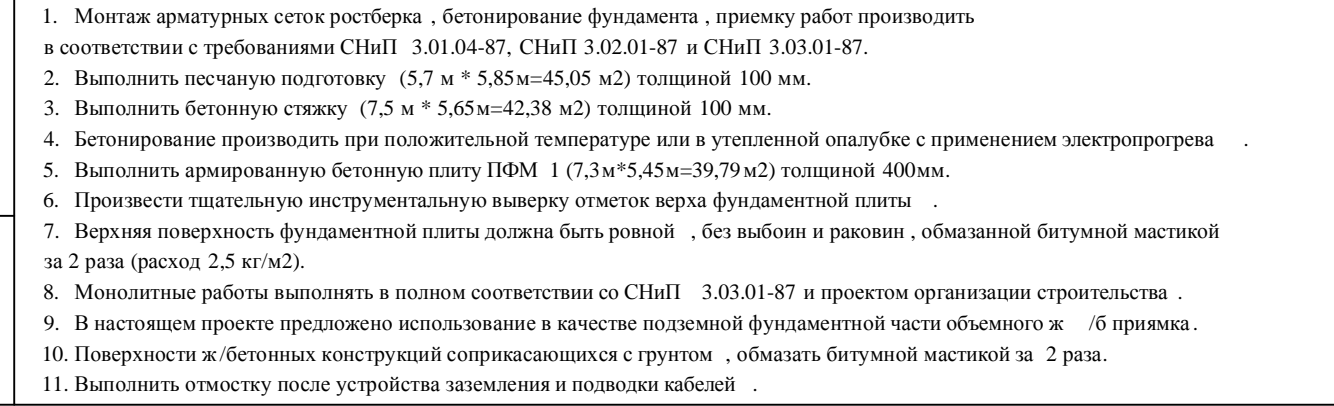 1. Монтаж арматурных сеток ростберка , бетонирование фундамента , приемку работ производить
в соответствии с требованиями СНиП 3.01.04-87, СНиП 3.02.01-87 и СНиП 3.03.01-87.
2. Выполнить песчаную подготовку (5,7 м * 5,85м=45,05 м2) толщиной 100 мм.
3. Выполнить бетонную стяжку (7,5 м * 5,65м=42,38 м2) толщиной 100 мм.
4. Бетонирование производить при положительной температуре или в утепленной опалубке с применением электропрогрева .
5. Выполнить армированную бетонную плиту ПФМ 1 (7,3м*5,45м=39,79м2) толщиной 400мм.
6. Произвести тщательную инструментальную выверку отметок верха фундаментной плиты .
7. Верхняя поверхность фундаментной плиты должна быть ровной , без выбоин и раковин , обмазанной битумной мастикой
за 2 раза (расход 2,5 кг/м2).
8. Монолитные работы выполнять в полном соответствии со СНиП 3.03.01-87 и проектом организации строительства .
9. В настоящем проекте предложено использование в качестве подземной фундаментной части объемного ж /б приямка.
10. Поверхности ж/бетонных конструкций соприкасающихся с грунтом , обмазать битумной мастикой за 2 раза.
11. Выполнить отмостку после устройства заземления и подводки кабелей .